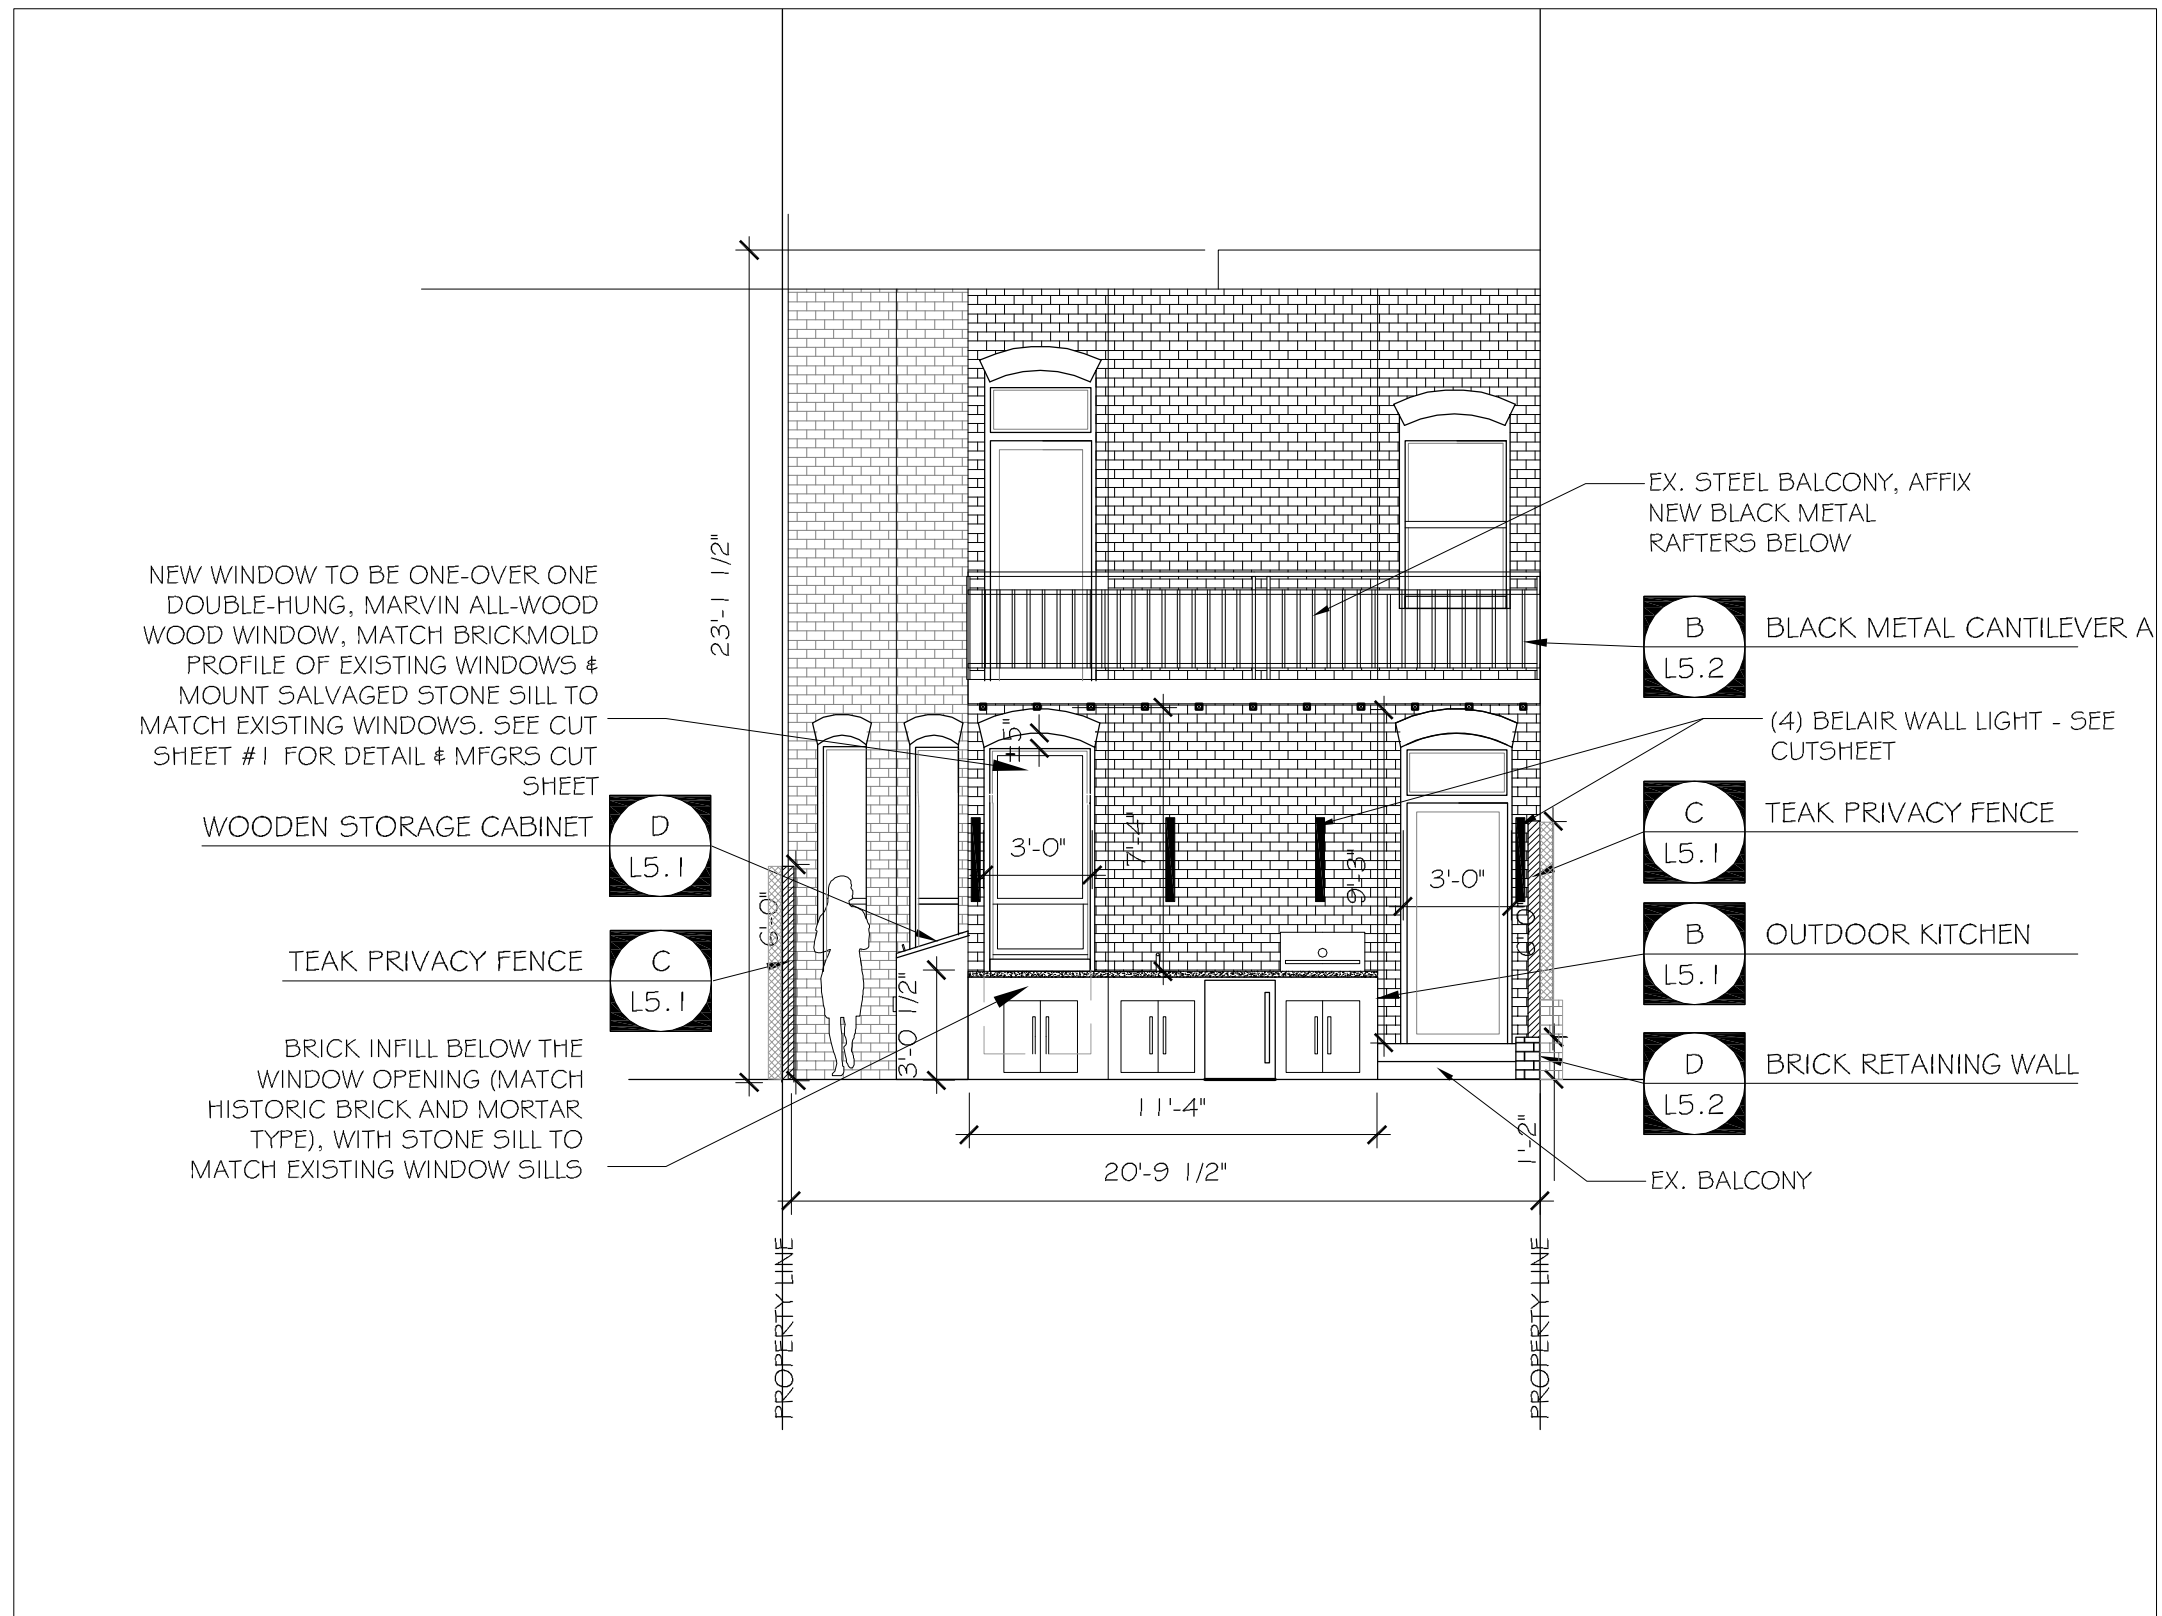 23'-1 1/2"
EX. STEEL BALCONY, AFFIX
NEW BLACK METAL
RAFTERS BELOW
NEW WINDOW TO BE ONE-OVER ONE
DOUBLE-HUNG, MARVIN ALL-WOOD
WOOD WINDOW, MATCH BRICKMOLD
PROFILE OF EXISTING WINDOWS &
MOUNT SALVAGED STONE SILL TO
MATCH EXISTING WINDOWS. SEE CUT
SHEET #1 FOR DETAIL & MFGRS CUT
SHEET
B
L5.2
BLACK METAL CANTILEVER A
(4) BELAIR WALL LIGHT - SEE
CUTSHEET
±5"
WOODEN STORAGE CABINET
D
L5.1
C
L5.1
TEAK PRIVACY FENCE
3'-0"
7'-4"
9'-3"
3'-0"
6'-0"
6'-0"
TEAK PRIVACY FENCE
C
L5.1
B
L5.1
OUTDOOR KITCHEN
3'-0 1/2"
BRICK INFILL BELOW THE
WINDOW OPENING (MATCH
HISTORIC BRICK AND MORTAR
TYPE), WITH STONE SILL TO
MATCH EXISTING WINDOW SILLS
D
L5.2
BRICK RETAINING WALL
11'-4"
1'-2"
20'-9 1/2"
EX. BALCONY
PROPERTY LINE
PROPERTY LINE